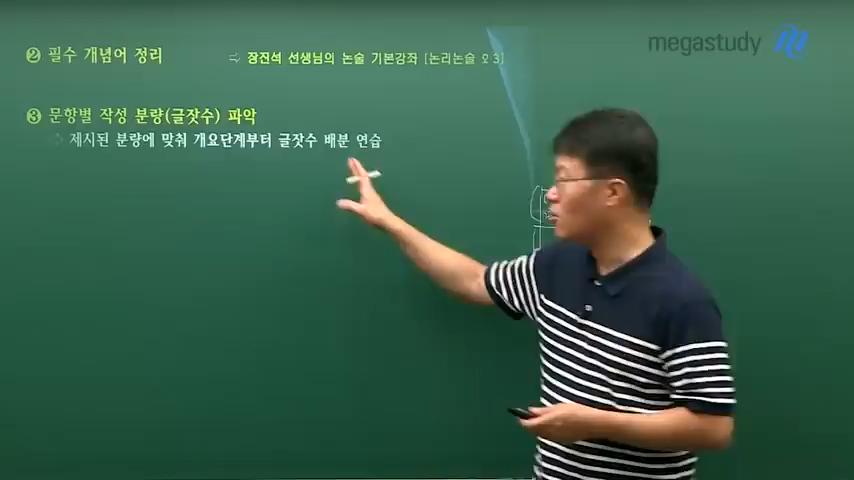 megastudy
② 필수 개념어 정리
⇨ 장진석 선생님의 논술 기본강좌 [논리논술 오 3]
③ 문항별 작성 분량(글잣수) 파악
⇨ 제시된 분량에 맞춰 개요단계부터 글잣수 배분 연습